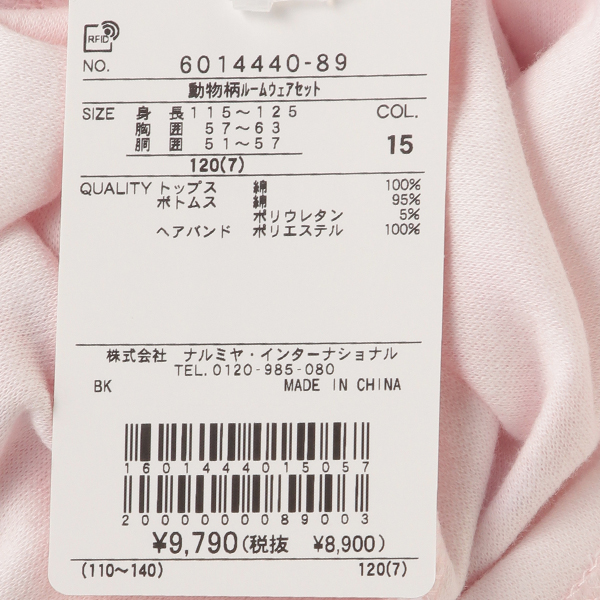 RFID
NO. 6014440-89
動物柄ルームウェアセット
SIZE 身長 115～125 COL.
胸囲 57～63
胴囲 51～57 15
120(7)
QUALITY トップス 綿 100%
ボトムス 綿 95%
ポリウレタン 5%
ヘアバンド ポリエステル 100%
株式会社 ナルミヤ・インターナショナル
TEL.0120-985-080
BK MADE IN CHINA
1601444015057
2000000089003
¥9,790(税抜 ¥8,900)
(110～140) 120(7)